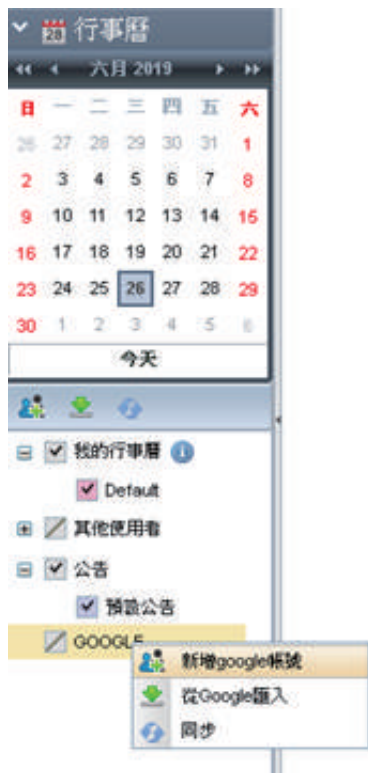 28 行事曆
六月 2019
日 一 二 三 四 五 六
26 27 28 29 30 31 1
2 3 4 5 6 7 8
9 10 11 12 13 14 15
16 17 18 19 20 21 22
23 24 25 26 27 28 29
30 1 2 3 4 5 6
今天
我的行事曆
Default
其他使用者
公告
預設公告
GOOGLE
新增google帳號
從Google匯入
同步